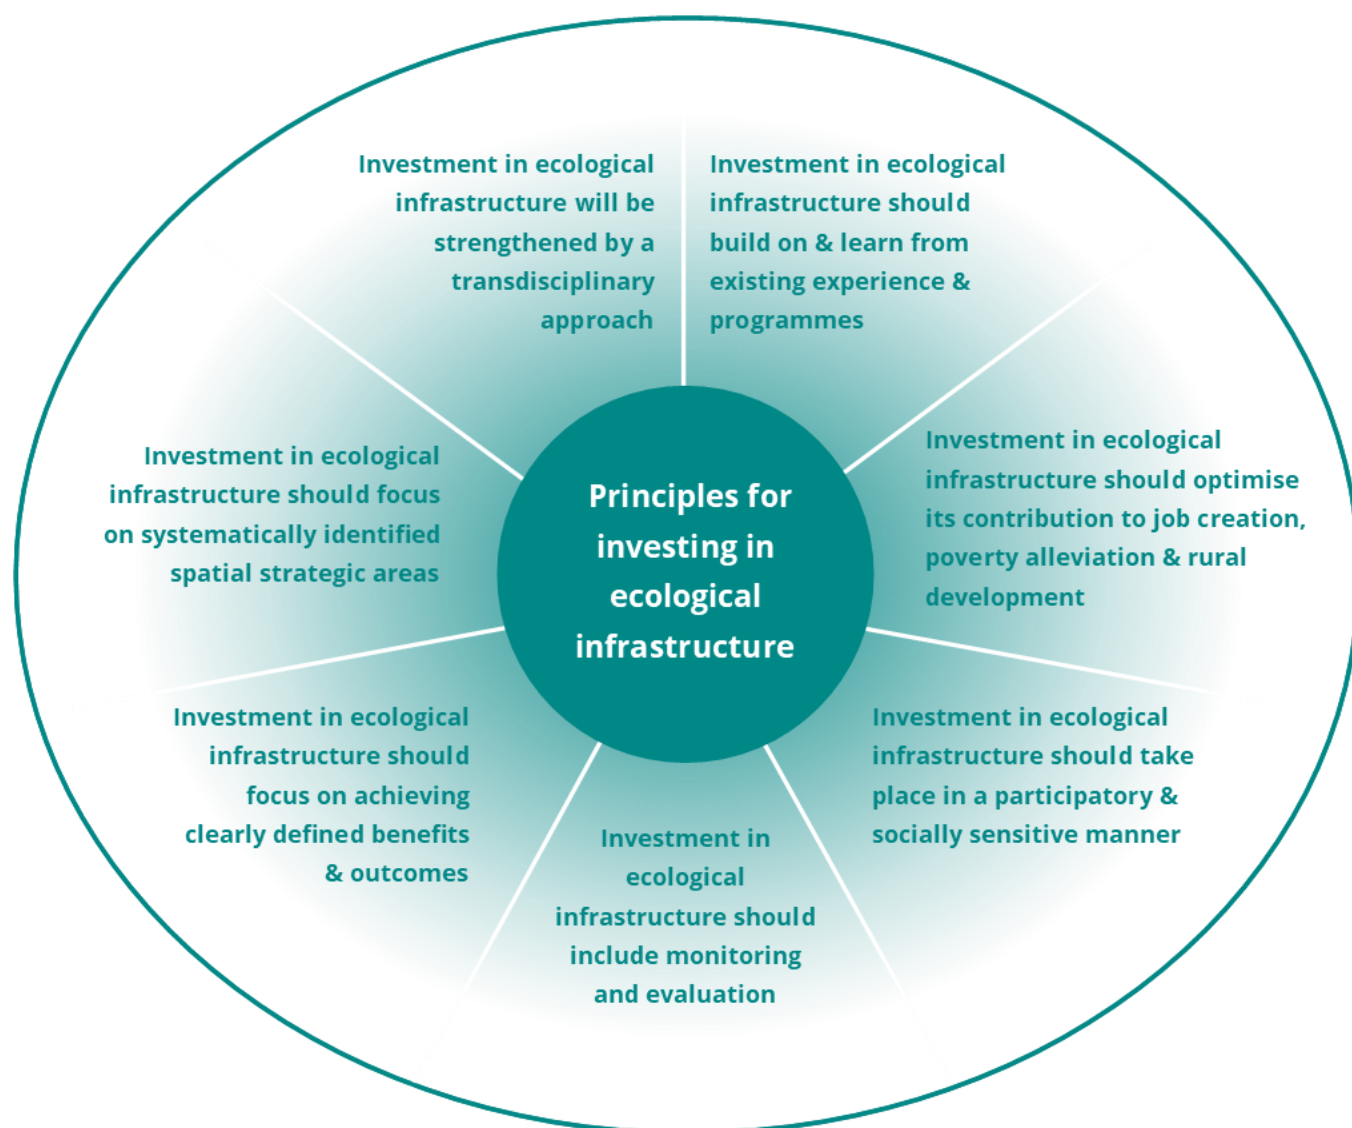 Investment in ecological
infrastructure will be
strengthened by a
transdisciplinary
approach
Investment in ecological
infrastructure should
build on & learn from
existing experience &
programmes
Investment in ecological
infrastructure should optimise
its contribution to job creation,
poverty alleviation & rural
development
Investment in ecological
infrastructure should take
place in a participatory &
socially sensitive manner
Investment in
ecological
infrastructure should
include monitoring
and evaluation
Investment in ecological
infrastructure should
focus on achieving
clearly defined benefits
& outcomes
Investment in ecological
infrastructure should focus
on systematically identified
spatial strategic areas
Principles for
investing in
ecological
infrastructure